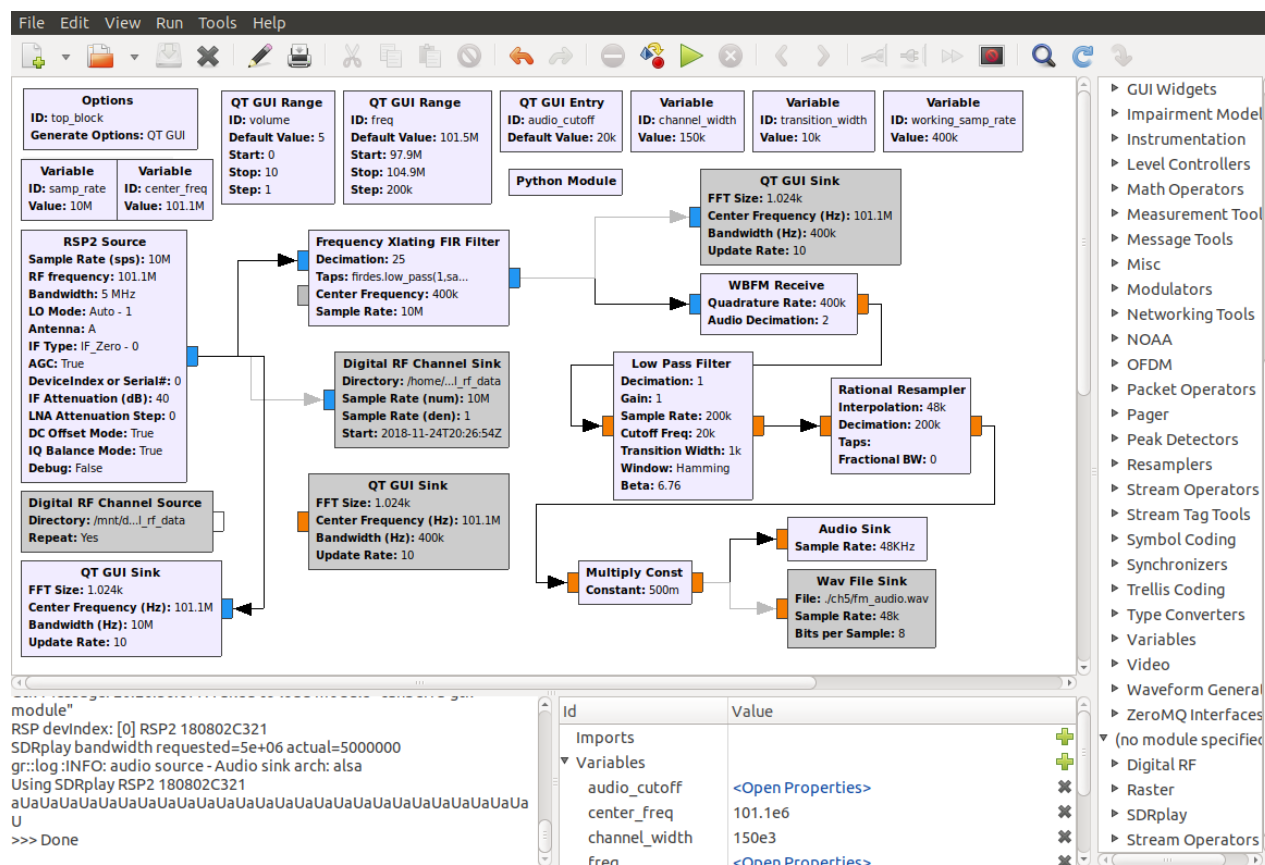 File Edit View Run Tools Help
Options
ID: top_block
Generate Options: QT GUI
QT GUI Range
ID: volume
Default Value: 5
Start: 0
Stop: 10
Step: 1
QT GUI Range
ID: freq
Default Value: 101.5M
Start: 97.9M
Stop: 104.9M
Step: 200k
QT GUI Entry
ID: audio_cutoff
Default Value: 20k
Variable
ID: channel_width
Value: 150k
Variable
ID: transition_width
Value: 10k
Variable
ID: working_samp_rate
Value: 400k
Variable
ID: samp_rate
Value: 10M
Variable
ID: center_freq
Value: 101.1M
Python Module
QT GUI Sink
FFT Size: 1.024k
Center Frequency (Hz): 101.1M
Bandwidth (Hz): 400k
Update Rate: 10
RSP2 Source
Sample Rate (sps): 10M
RF frequency: 101.1M
Bandwidth: 5 MHz
LO Mode: Auto - 1
Antenna: A
IF Type: IF_Zero - 0
AGC: True
DeviceIndex or Serial#: 0
IF Attenuation (dB): 40
LNA Attenuation Step: 0
DC Offset Mode: True
IQ Balance Mode: True
Debug: False
Frequency Xlating FIR Filter
Decimation: 25
Taps: firdes.low_pass(1,sa...
Center Frequency: 400k
Sample Rate: 10M
WBFM Receive
Quadrature Rate: 400k
Audio Decimation: 2
Digital RF Channel Sink
Directory: /home/...l_rf_data
Sample Rate (num): 10M
Sample Rate (den): 1
Start: 2018-11-24T20:26:54Z
Low Pass Filter
Decimation: 1
Gain: 1
Sample Rate: 200k
Cutoff Freq: 20k
Transition Width: 1k
Window: Hamming
Beta: 6.76
Rational Resampler
Interpolation: 48k
Decimation: 200k
Taps:
Fractional BW: 0
Digital RF Channel Source
Directory: /mnt/d...l_rf_data
Repeat: Yes
QT GUI Sink
FFT Size: 1.024k
Center Frequency (Hz): 101.1M
Bandwidth (Hz): 400k
Update Rate: 10
QT GUI Sink
FFT Size: 1.024k
Center Frequency (Hz): 101.1M
Bandwidth (Hz): 10M
Update Rate: 10
Multiply Const
Constant: 500m
Audio Sink
Sample Rate: 48KHz
Wav File Sink
File: ./ch5/fm_audio.wav
Sample Rate: 48k
Bits per Sample: 8
GUI Widgets
Impairment Model
Instrumentation
Level Controllers
Math Operators
Measurement Tool
Message Tools
Misc
Modulators
Networking Tools
NOAA
OFDM
Packet Operators
Pager
Peak Detectors
Resamplers
Stream Operators
Stream Tag Tools
Symbol Coding
Synchronizers
Trellis Coding
Type Converters
Variables
Video
Waveform Genera
ZeroMQ Interfaces
(no module specified
Digital RF
Raster
SDRplay
Stream Operators
module"
RSP devIndex: [0] RSP2 180802C321
SDRplay bandwidth requested=5e+06 actual=5000000
gr::log :INFO: audio source - Audio sink arch: alsa
Using SDRplay RSP2 180802C321
aUaUaUaUaUaUaUaUaUaUaUaUaUaUaUaUaUaUaUaUaUaUaUaUaUaUa
U
>>> Done
Id Value
Imports
Variables
audio_cutoff <Open Properties>
center_freq 101.1e6
channel_width 150e3
freq <Open Properties>